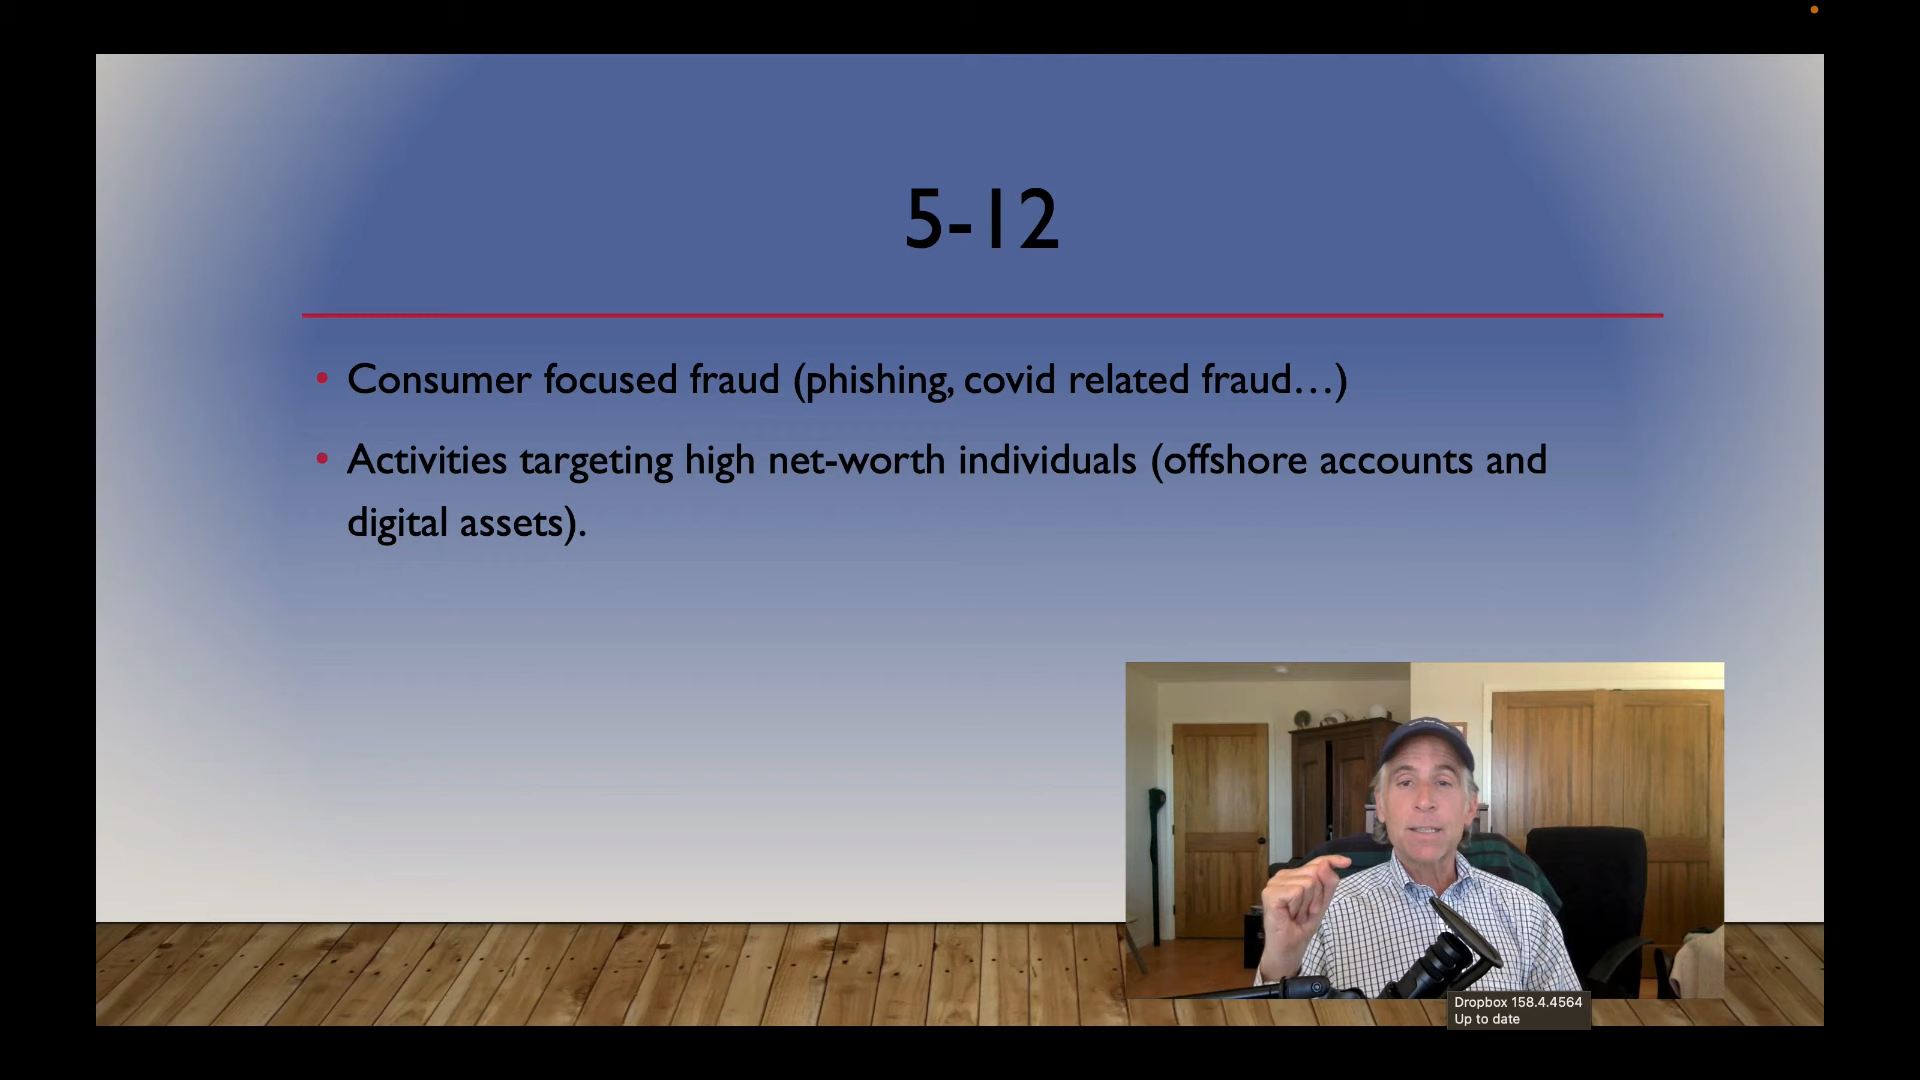 5-12
• Consumer focused fraud (phishing, covid related fraud…)
• Activities targeting high net-worth individuals (offshore accounts and
digital assets).
Dropbox 158.4.4564
Up to date